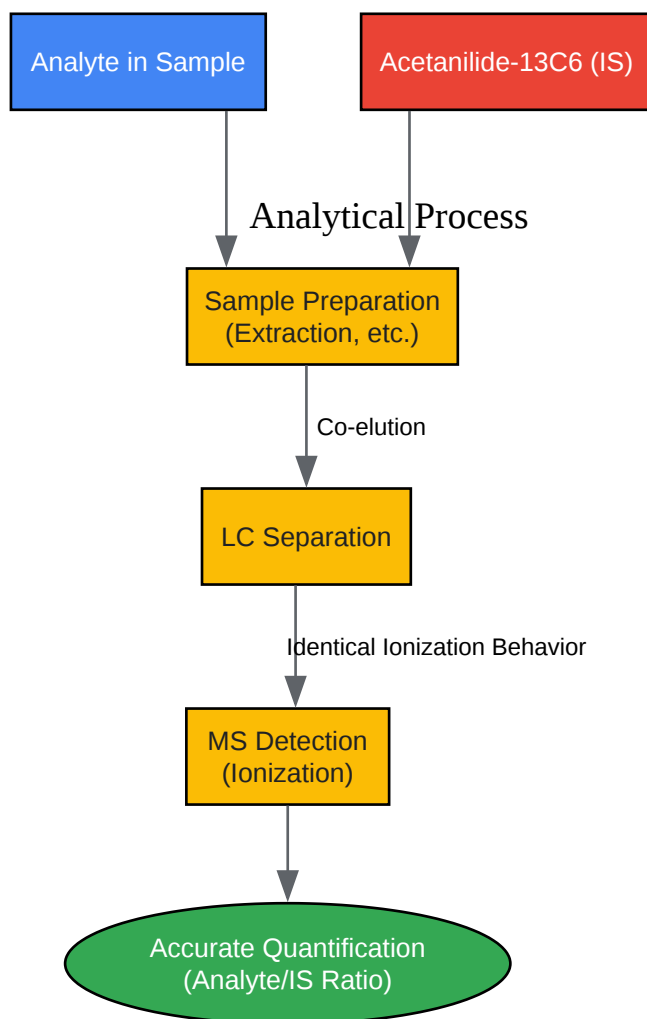 Analyte in Sample
Acetanilide-13C6 (IS)
Analytical Process
Sample Preparation
(Extraction, etc.)
Co-elution
LC Separation
Identical Ionization Behavior
MS Detection
(Ionization)
Accurate Quantification
(Analyte/IS Ratio)